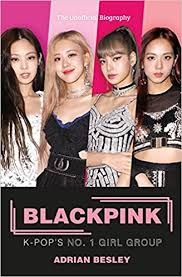 The Unofficial Biography
BLACKPINK
K-POP'S NO. 1 GIRL GROUP
ADRIAN BESLEY